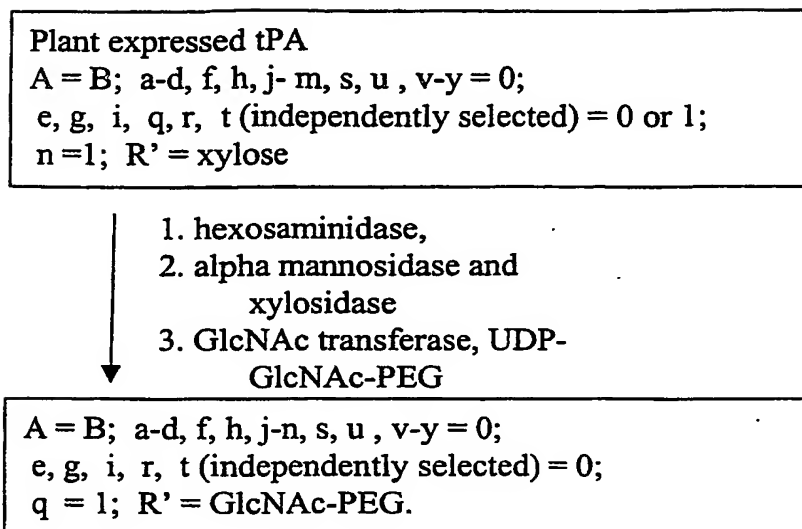 Plant expressed tPA
A = B; a-d, f, h, j- m, s, u , v-y = 0;
e, g, i, q, r, t (independently selected) = 0 or 1;
n =1; R’ = xylose
1. hexosaminidase,
2. alpha mannosidase and
xylosidase
3. GlcNAc transferase, UDP-
GlcNAc-PEG
A = B; a-d, f, h, j-n, s, u , v-y = 0;
e, g, i, r, t (independently selected) = 0;
q = 1; R’ = GlcNAc-PEG.